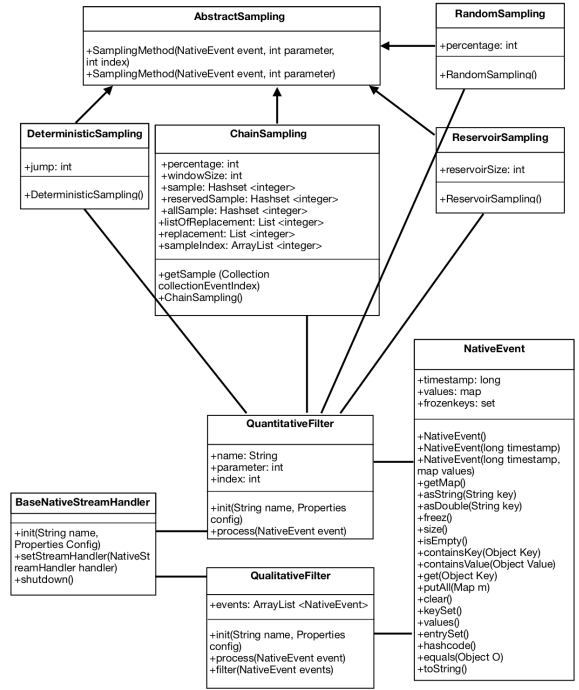 AbstractSampling
+SamplingMethod(NativeEvent event, int parameter,
int index)
+SamplingMethod(NativeEvent event, int parameter)
RandomSampling
+percentage: int
+RandomSampling()
DeterministicSampling
+jump: int
+DeterministicSampling()
ChainSampling
+percentage: int
+windowSize: int
+sample: Hashset <integer>
+reservedSample: Hashset <integer>
+allSample: Hashset <integer>
+listOfReplacement: List <integer>
+replacement: List <integer>
+sampleIndex: ArrayList <integer>
+getSample (Collection
collectionEventIndex)
+ChainSampling()
ReservoirSampling
+reservoirSize: int
+ReservoirSampling()
NativeEvent
+timestamp: long
+values: map
+frozenkeys: set
+NativeEvent()
+NativeEvent(long timestamp)
+NativeEvent(long timestamp,
map values)
+getMap()
+asString(String key)
+asDouble(String key)
+freez()
+size()
+isEmpty()
+containsKey(Object Key)
+containsValue(Object Value)
+get(Object Key)
+putAll(Map m)
+clear()
+keySet()
+values()
+entrySet()
+hashcode()
+equals(Object O)
+toString()
QuantitativeFilter
+name: String
+parameter: int
+index: int
+init(String name, Properties
config)
+process(NativeEvent event)
BaseNativeStreamHandler
+init(String name,
Properties Config)
+setStreamHandler(NativeSt
reamHandler handler)
+shutdown()
QualitativeFilter
+events: ArrayList <NativeEvent>
+init(String name, Properties
config)
+process(NativeEvent event)
+filter(NativeEvent events)